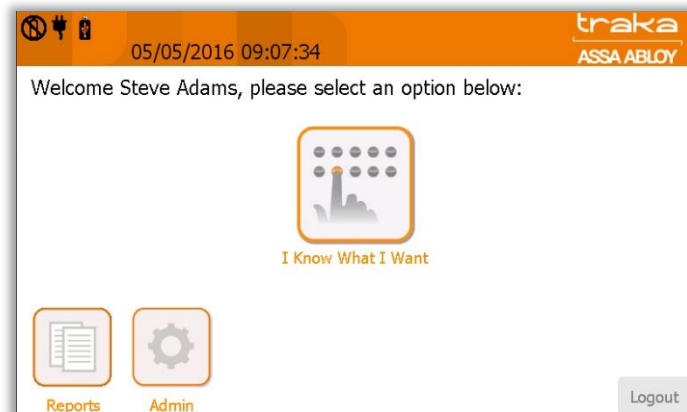 traka
05/05/2016 09:07:34
ASSA ABLOY
Welcome Steve Adams, please select an option below:
I Know What I Want
Reports
Admin
Logout